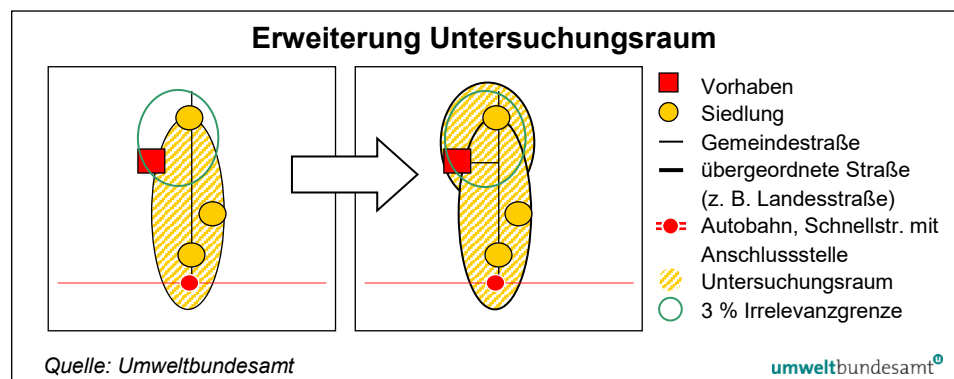 Erweiterung Untersuchungsraum
Vorhaben
Siedlung
Gemeindestraße
übergeordnete Straße
(z. B. Landesstraße)
Autobahn, Schnellstr. mit
Anschlussstelle
Untersuchungsraum
3 % Irrelevanzgrenze
Quelle: Umweltbundesamt
umweltbundesamt